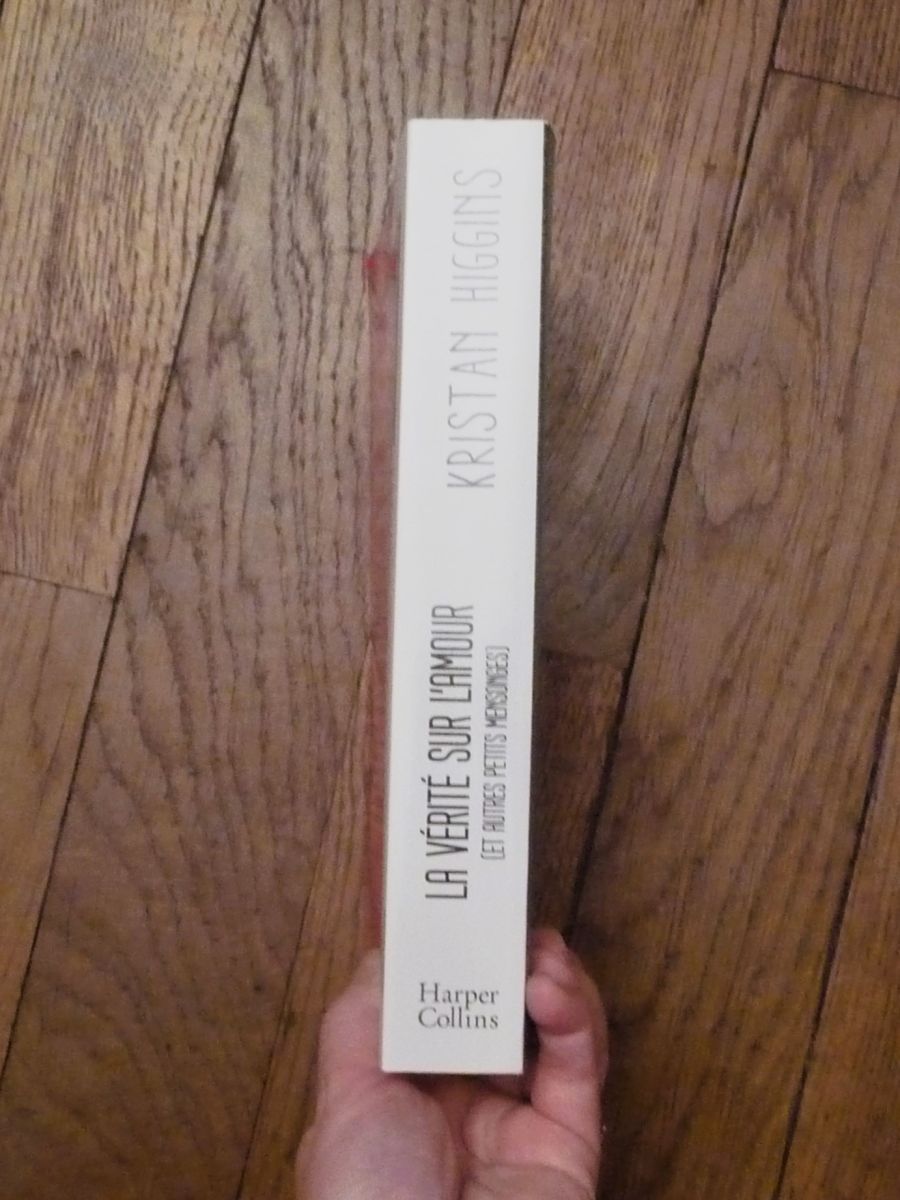 KRISTAN HIGGINS
LA VÉRITÉ SUR L'AMOUR
(ET AUTRES PETITS MENSONGES)
Harper
Collins